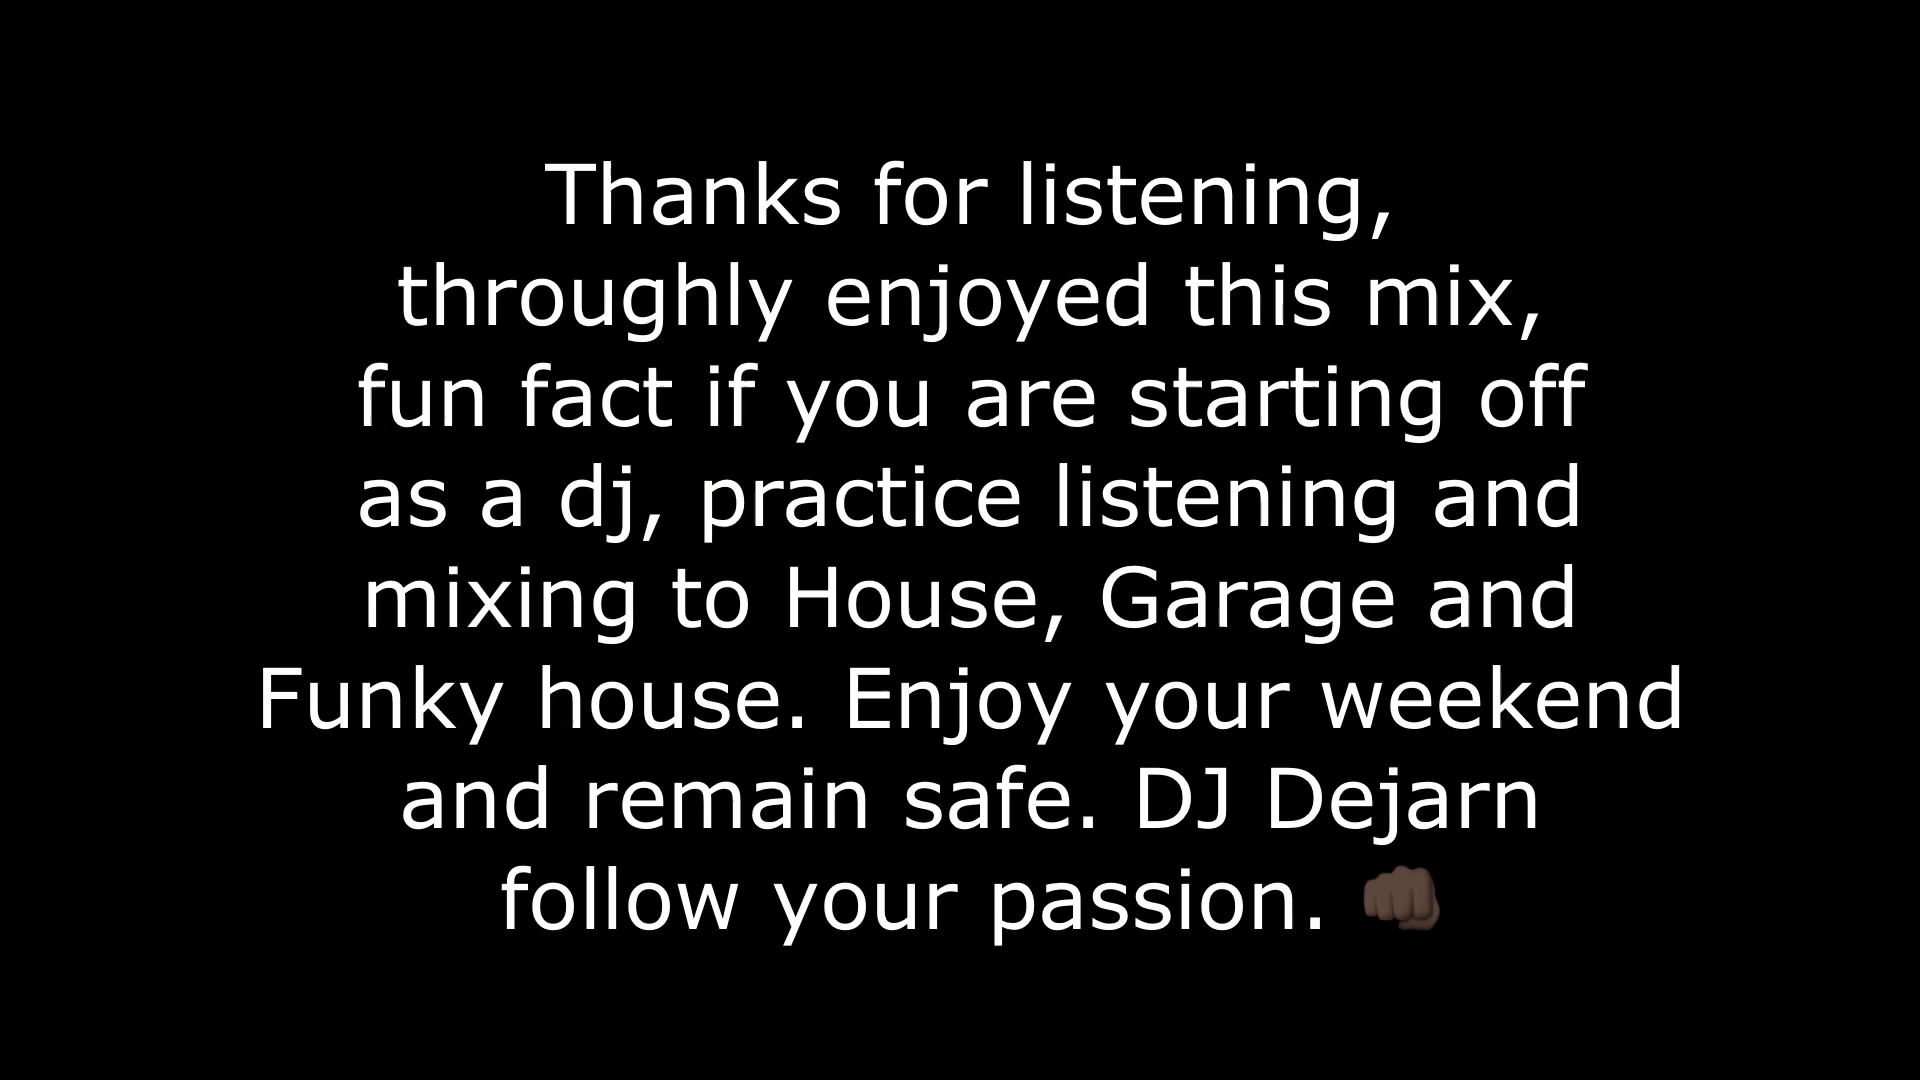 Thanks for listening,
throughly enjoyed this mix,
fun fact if you are starting off
as a dj, practice listening and
mixing to House, Garage and
Funky house. Enjoy your weekend
and remain safe. DJ Dejarn
follow your passion. 👊🏿